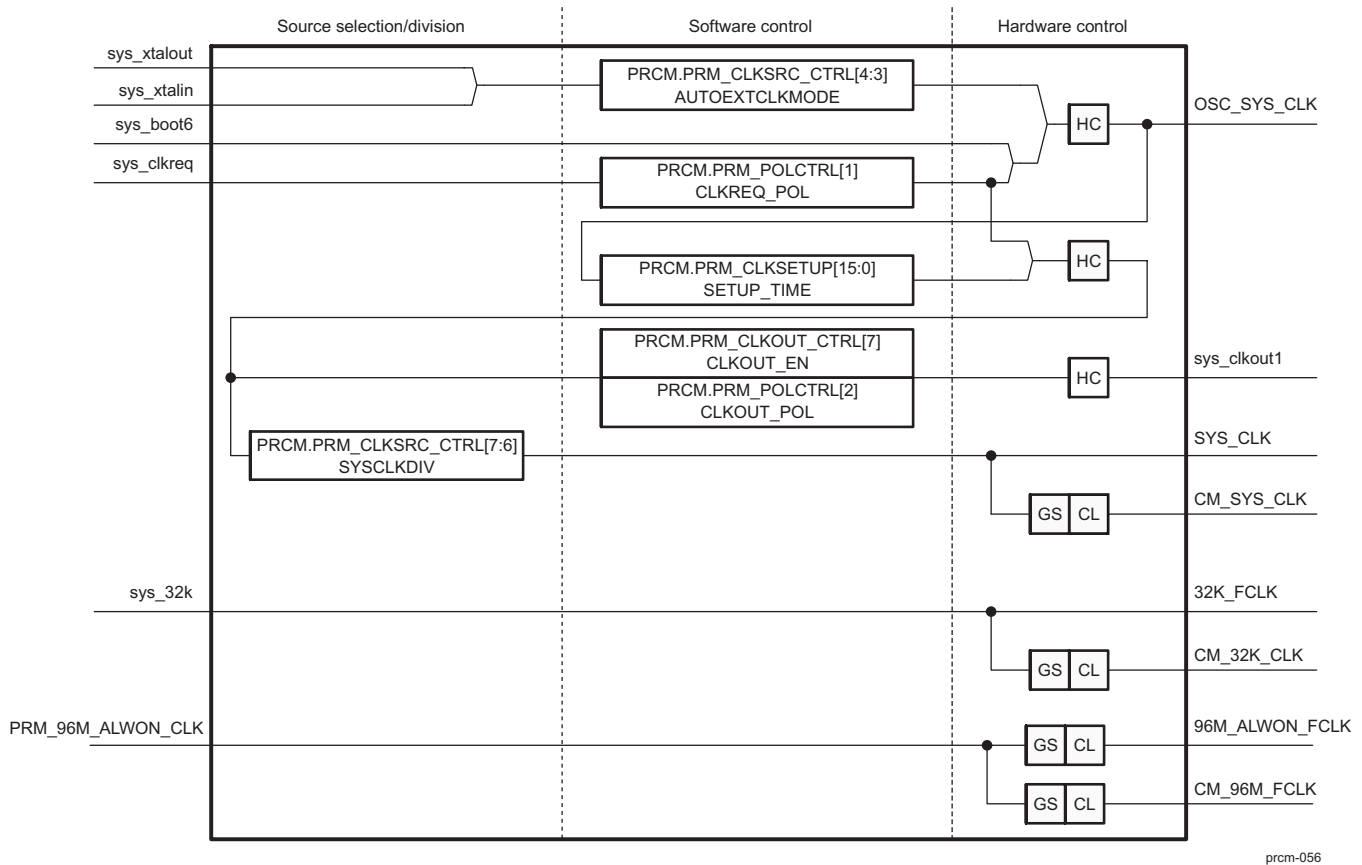 Source selection/division Software control Hardware control
sys_xtalout
PRCM.PRM_CLKSRC_CTRL[4:3]
AUTOEXTCLKMODE
sys_xtalin
OSC_SYS_CLK
HC
sys_boot6
sys_clkreq
PRCM.PRM_POLCTRL[1]
CLKREQ_POL
HC
PRCM.PRM_CLKSETUP[15:0]
SETUP_TIME
PRCM.PRM_CLKOUT_CTRL[7]
CLKOUT_EN
sys_clkout1
HC
PRCM.PRM_POLCTRL[2]
CLKOUT_POL
PRCM.PRM_CLKSRC_CTRL[7:6]
SYSCLKDIV
SYS_CLK
CM_SYS_CLK
GS CL
sys_32k
32K_FCLK
CM_32K_CLK
GS CL
PRM_96M_ALWON_CLK
96M_ALWON_FCLK
GS CL
CM_96M_FCLK
GS CL
prcm-056